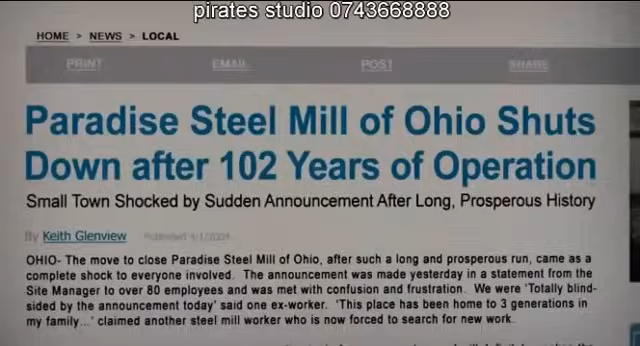 pirates studio 0743668888
HOME > NEWS > LOCAL
PRINT EMAIL POST SHARE
Paradise Steel Mill of Ohio Shuts
Down after 102 Years of Operation
Small Town Shocked by Sudden Announcement After Long, Prosperous History
By Keith Glenview
OHIO- The move to close Paradise Steel Mill of Ohio, after such a long and prosperous run, came as a
complete shock to everyone involved. The announcement was made yesterday in a statement from the
Site Manager to over 80 employees and was met with confusion and frustration. We were 'Totally blind-
sided by the announcement today' said one ex-worker. 'This place has been home to 3 generations in
my family...' claimed another steel mill worker who is now forced to search for new work.